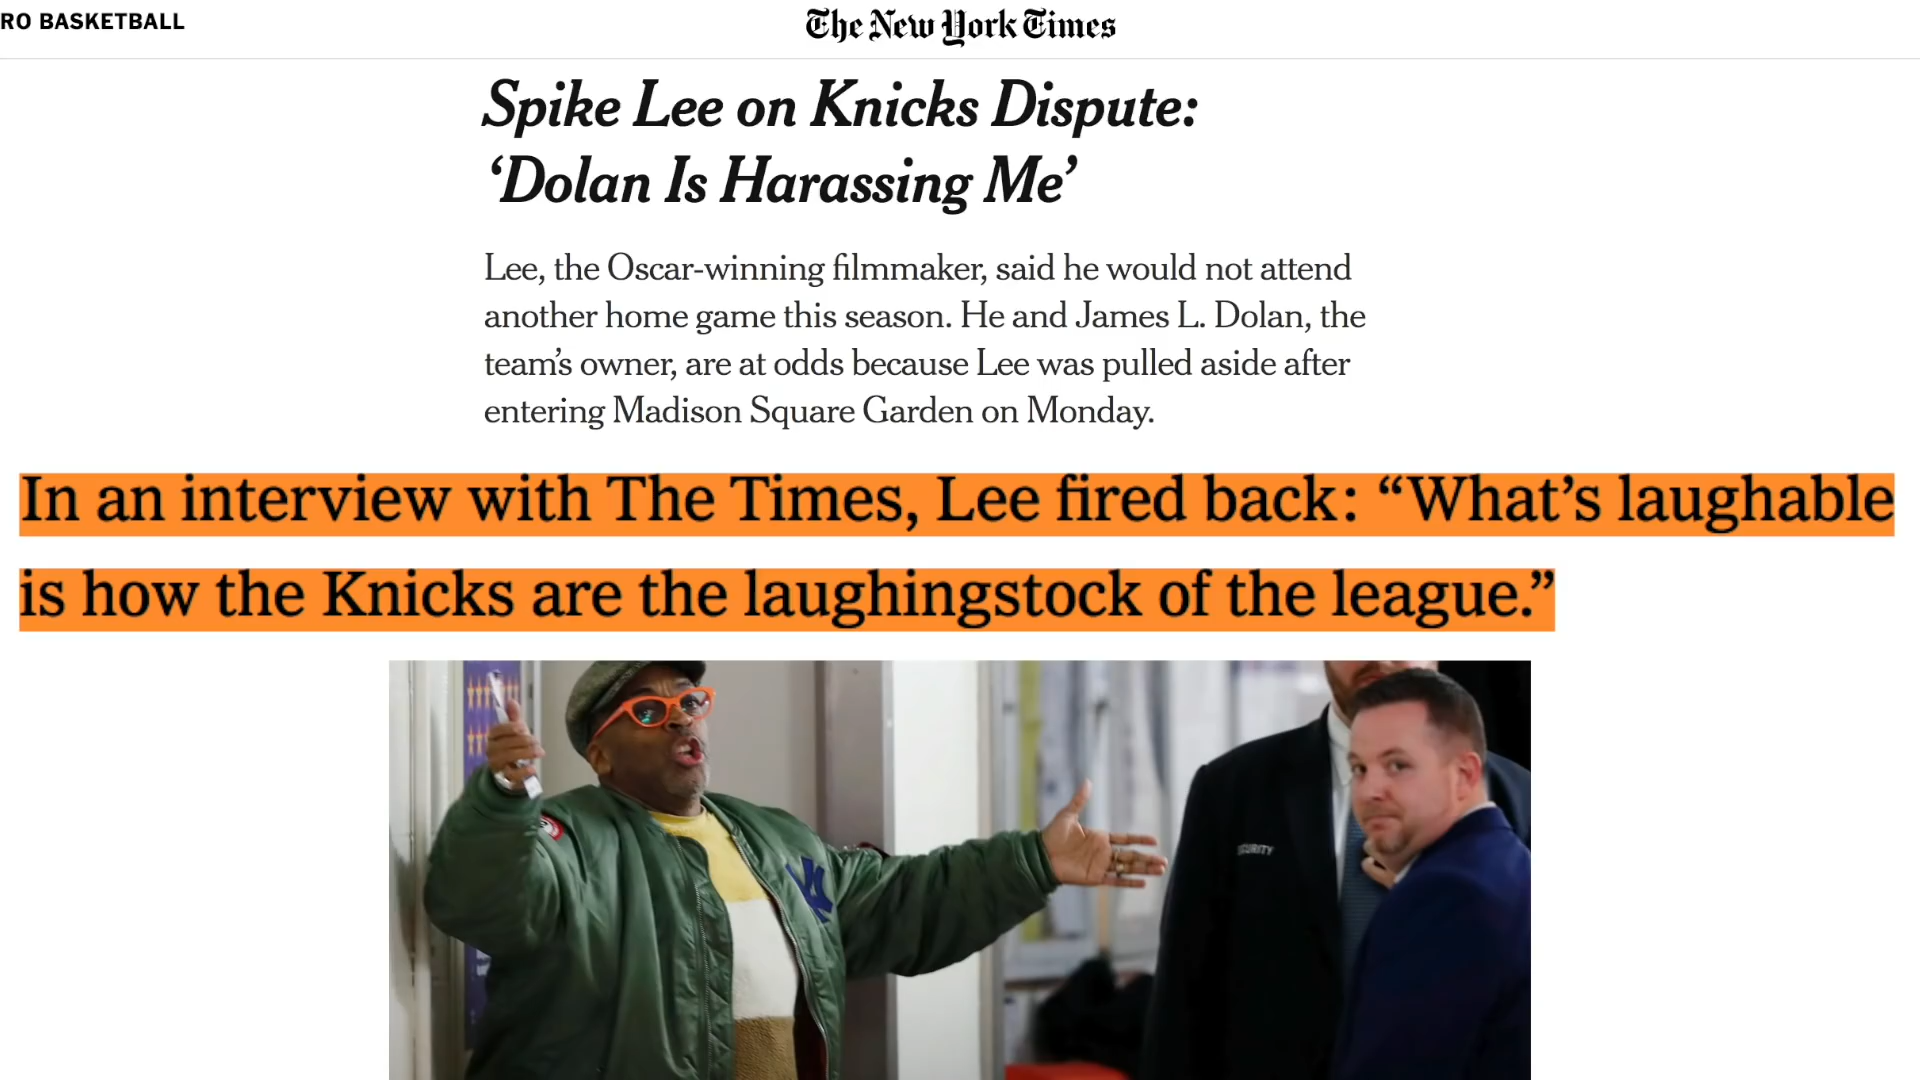 RO BASKETBALL
The New York Times
Spike Lee on Knicks Dispute:
‘Dolan Is Harassing Me’
Lee, the Oscar-winning filmmaker, said he would not attend
another home game this season. He and James L. Dolan, the
team’s owner, are at odds because Lee was pulled aside after
entering Madison Square Garden on Monday.
In an interview with The Times, Lee fired back: “What’s laughable
is how the Knicks are the laughingstock of the league.”
NY